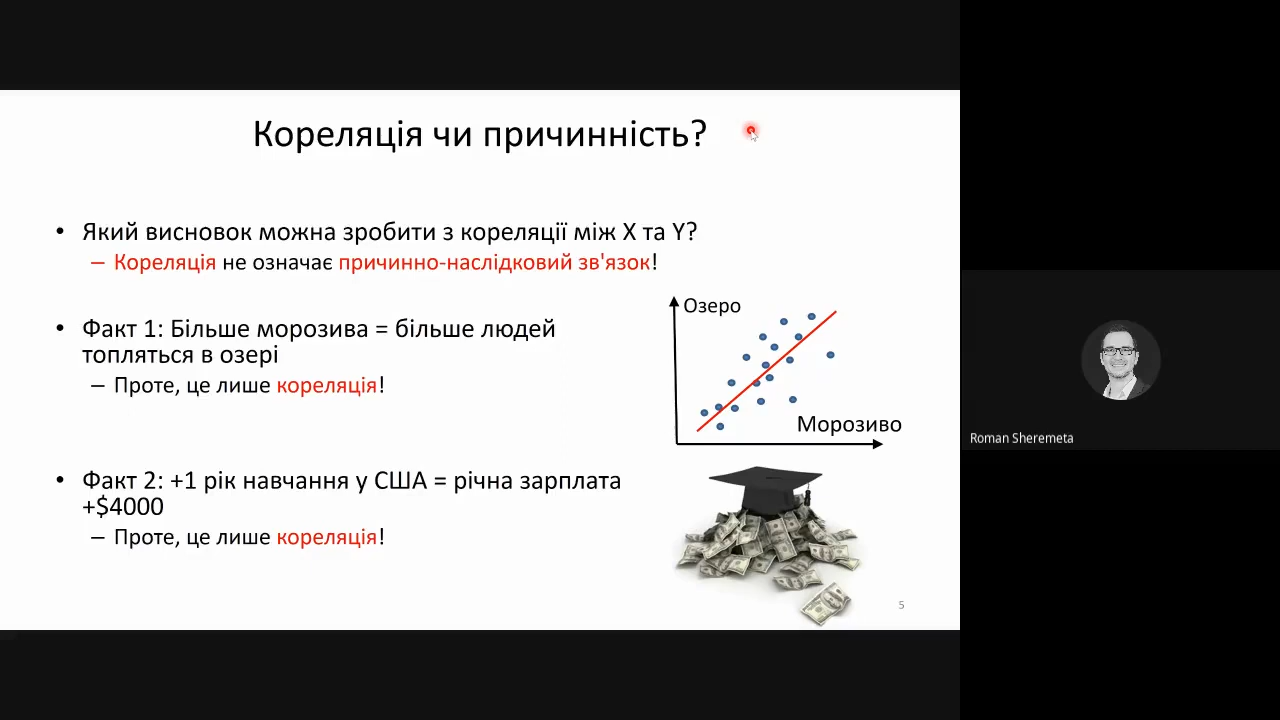 Кореляція чи причинність?
• Який висновок можна зробити з кореляції між X та Y?
– Кореляція не означає причинно-наслідковий зв'язок!
• Факт 1: Більше морозива = більше людей
топляться в озері
– Проте, це лише кореляція!
Озеро
Морозиво
• Факт 2: +1 рік навчання у США = річна зарплата
+$4000
– Проте, це лише кореляція!
5
Roman Sheremeta